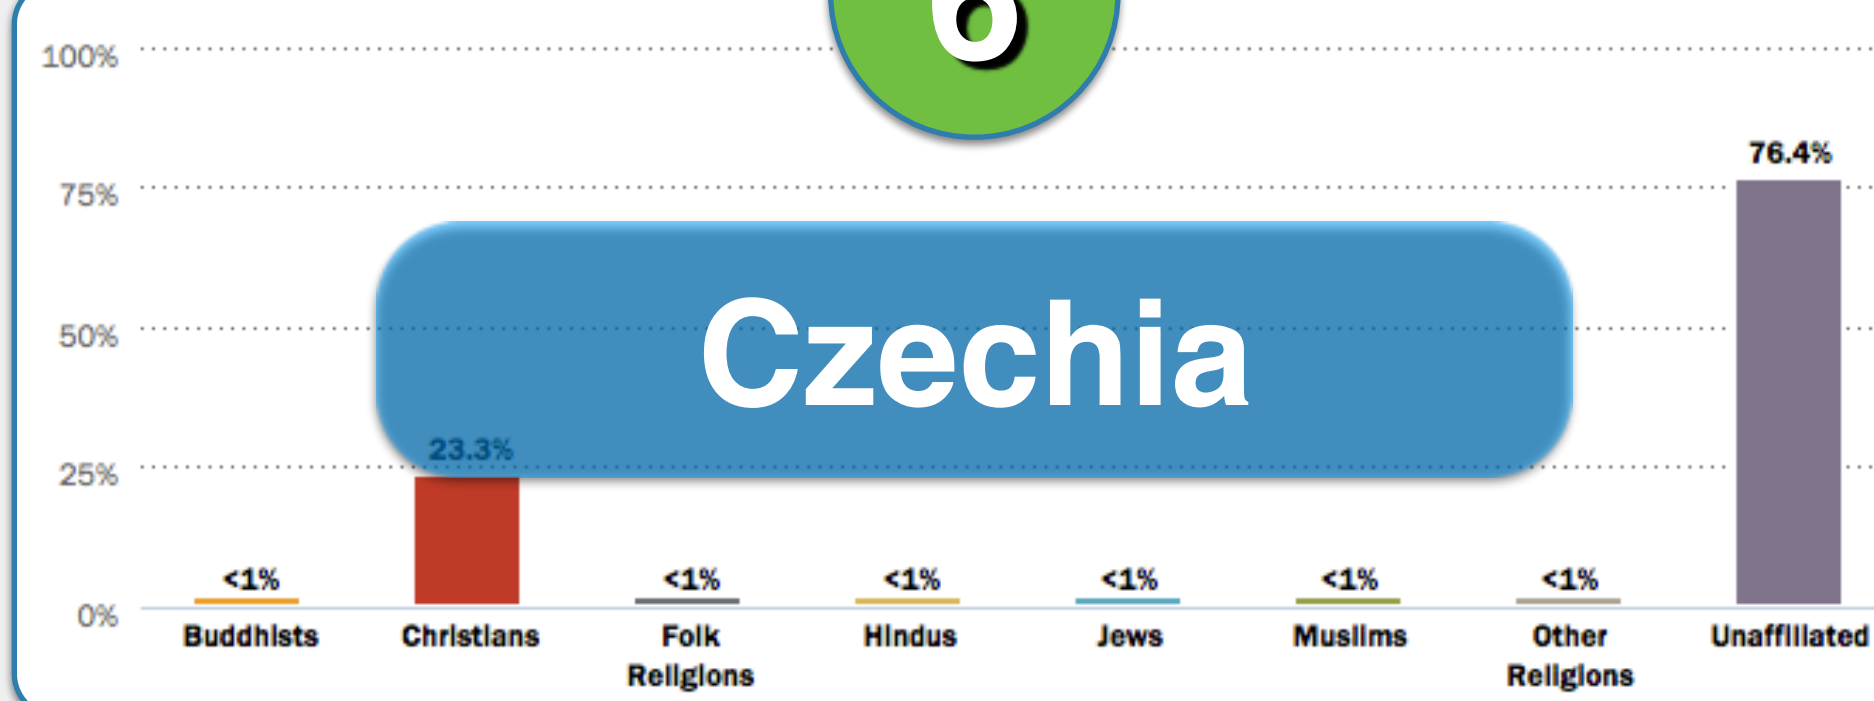 6
100%
76.4%
75%
Czechia
50%
23.3%
25%
<1% <1% <1% <1% <1% <1%
0%
Buddhists Christians Folk Religions Hindus Jews Muslims Other Religions Unaffiliated